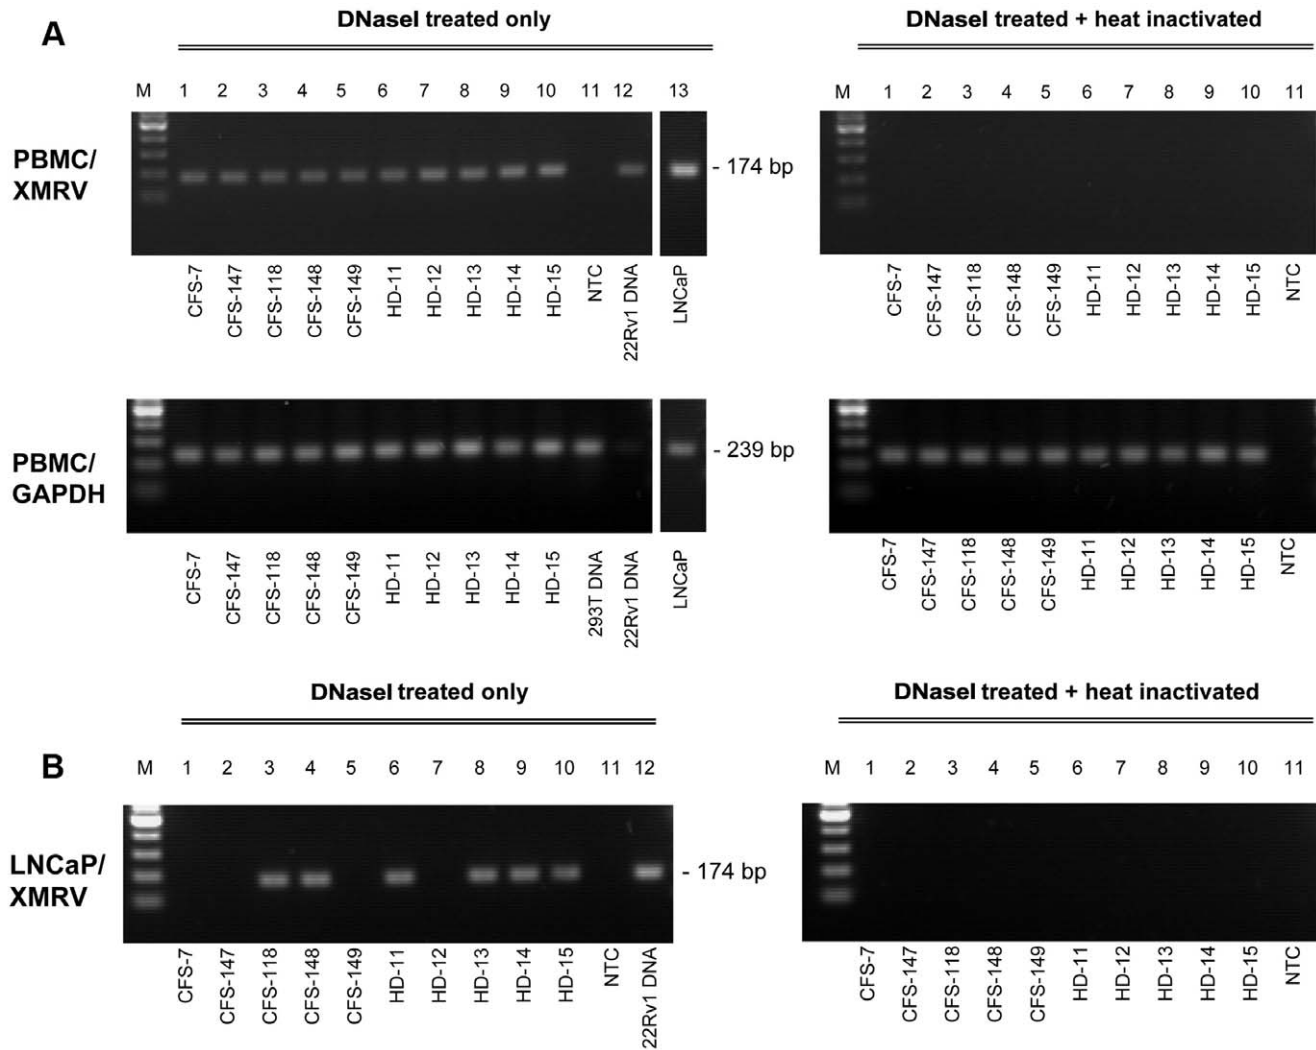 A
DNaseI treated only
DNaseI treated + heat inactivated
M 1 2 3 4 5 6 7 8 9 10 11 12 13
M 1 2 3 4 5 6 7 8 9 10 11
PBMC/
XMRV
- 174 bp
CFS-7 CFS-147 CFS-118 CFS-148 CFS-149 HD-11 HD-12 HD-13 HD-14 HD-15 NTC 22Rv1 DNA LNCaP
CFS-7 CFS-147 CFS-118 CFS-148 CFS-149 HD-11 HD-12 HD-13 HD-14 HD-15 NTC
PBMC/
GAPDH
- 239 bp
CFS-7 CFS-147 CFS-118 CFS-148 CFS-149 HD-11 HD-12 HD-13 HD-14 HD-15 293T DNA 22Rv1 DNA LNCaP
CFS-7 CFS-147 CFS-118 CFS-148 CFS-149 HD-11 HD-12 HD-13 HD-14 HD-15 NTC
DNaseI treated only
DNaseI treated + heat inactivated
B
M 1 2 3 4 5 6 7 8 9 10 11 12
M 1 2 3 4 5 6 7 8 9 10 11
LNCaP/
XMRV
- 174 bp
CFS-7 CFS-147 CFS-118 CFS-148 CFS-149 HD-11 HD-12 HD-13 HD-14 HD-15 NTC 22Rv1 DNA
CFS-7 CFS-147 CFS-118 CFS-148 CFS-149 HD-11 HD-12 HD-13 HD-14 HD-15 NTC